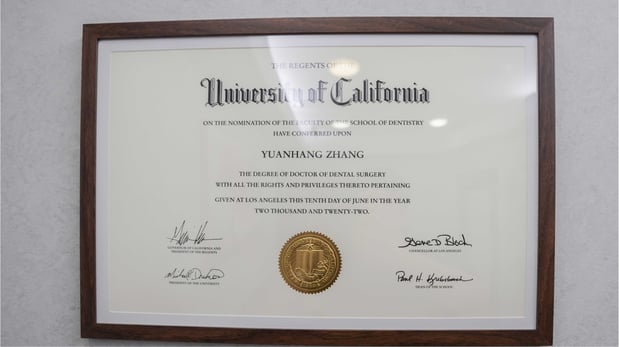 THE REGENTS OF THE
University of California
ON THE NOMINATION OF THE FACULTY OF THE SCHOOL OF DENTISTRY
HAVE CONFERRED UPON
YUANHANG ZHANG
THE DEGREE OF DOCTOR OF DENTAL SURGERY
WITH ALL THE RIGHTS AND PRIVILEGES THERETO PERTAINING
GIVEN AT LOS ANGELES THIS TENTH DAY OF JUNE IN THE YEAR
TWO THOUSAND AND TWENTY-TWO.
GOVERNOR OF CALIFORNIA AND
PRESIDENT OF THE REGENTS
Gene D Block
CHANCELLOR AT LOS ANGELES
PRESIDENT OF THE UNIVERSITY
Paul H.
DEAN OF THE SCHOOL